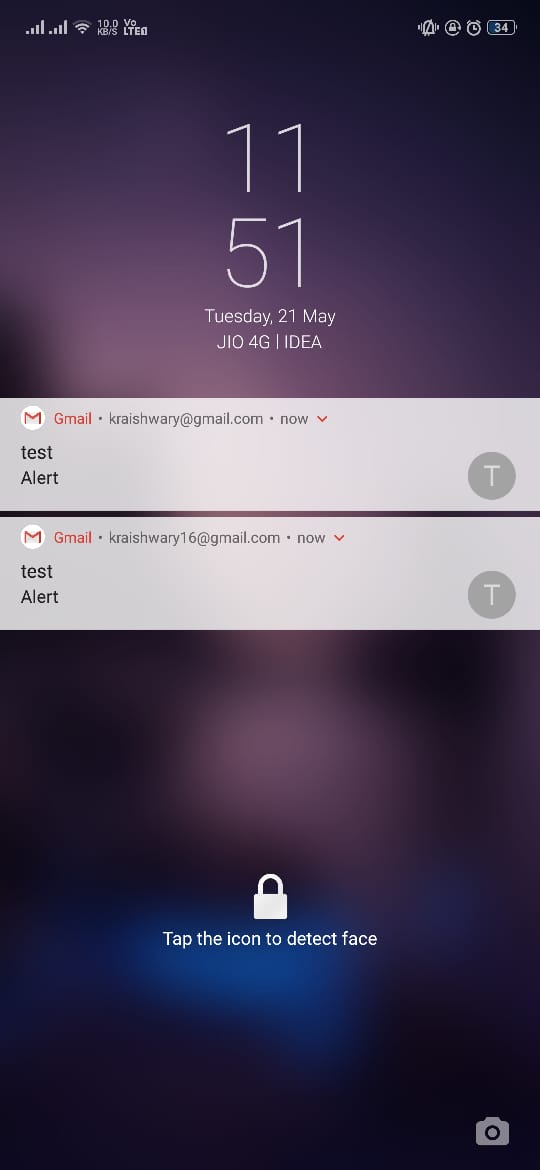 10.0 KB/S Vo LTE 34
11
51
Tuesday, 21 May
JIO 4G | IDEA
Gmail • kraishwary@gmail.com • now
test
Alert
T
Gmail • kraishwary16@gmail.com • now
test
Alert
T
Tap the icon to detect face